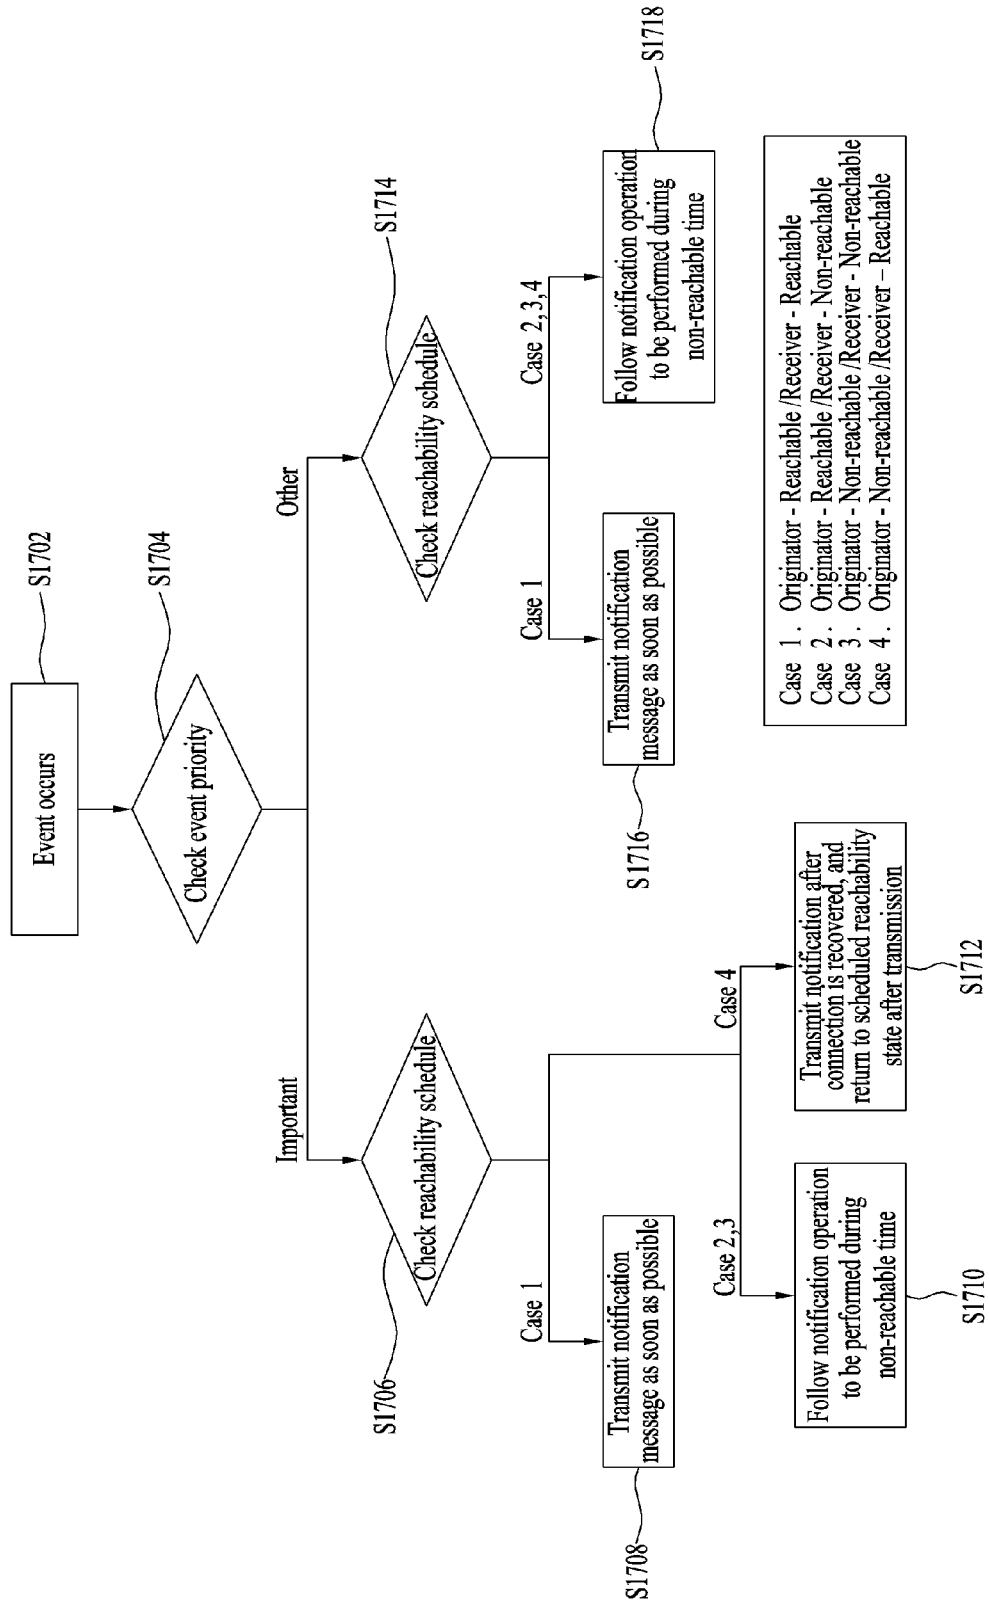 Event occurs
S1702
Check event priority
S1704
Important
Other
Check reachability schedule
S1706
Check reachability schedule
S1714
Case 1
Case 1
Case 2,3,4
Transmit notification
message as soon as possible
S1708
Transmit notification
message as soon as possible
S1716
Follow notification operation
to be performed during
non-reachable time
S1718
Case 2,3
Case 4
Follow notification operation
to be performed during
non-reachable time
S1710
Transmit notification after
connection is recovered, and
return to scheduled reachability
state after transmission
S1712
Case 1 . Originator - Reachable /Receiver - Reachable
Case 2 . Originator - Reachable /Receiver - Non-reachable
Case 3 . Originator - Non-reachable /Receiver - Non-reachable
Case 4 . Originator - Non-reachable /Receiver – Reachable